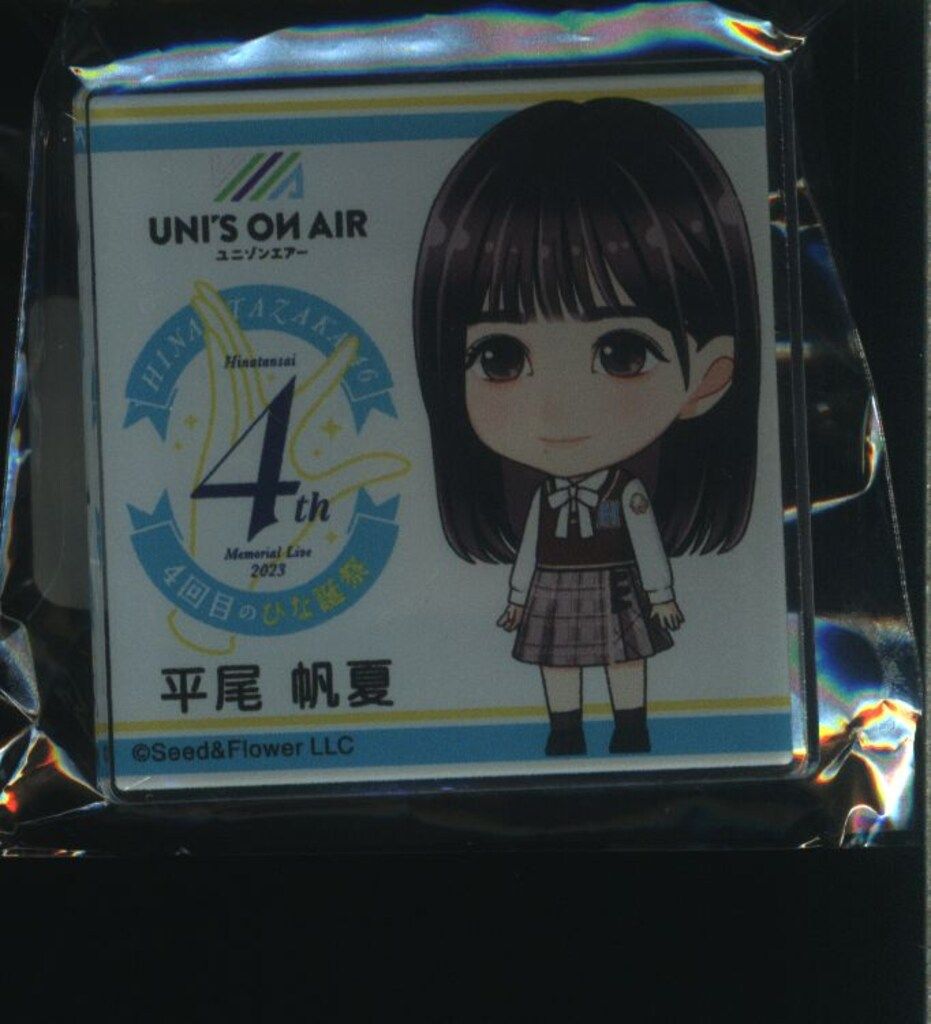 UNI'S ON AIR
ユニゾンエアー
HINATAZAKA46
Hinatansai
4th
Memorial Live
2023
4回目のひな誕祭
平尾 帆夏
©Seed&Flower LLC